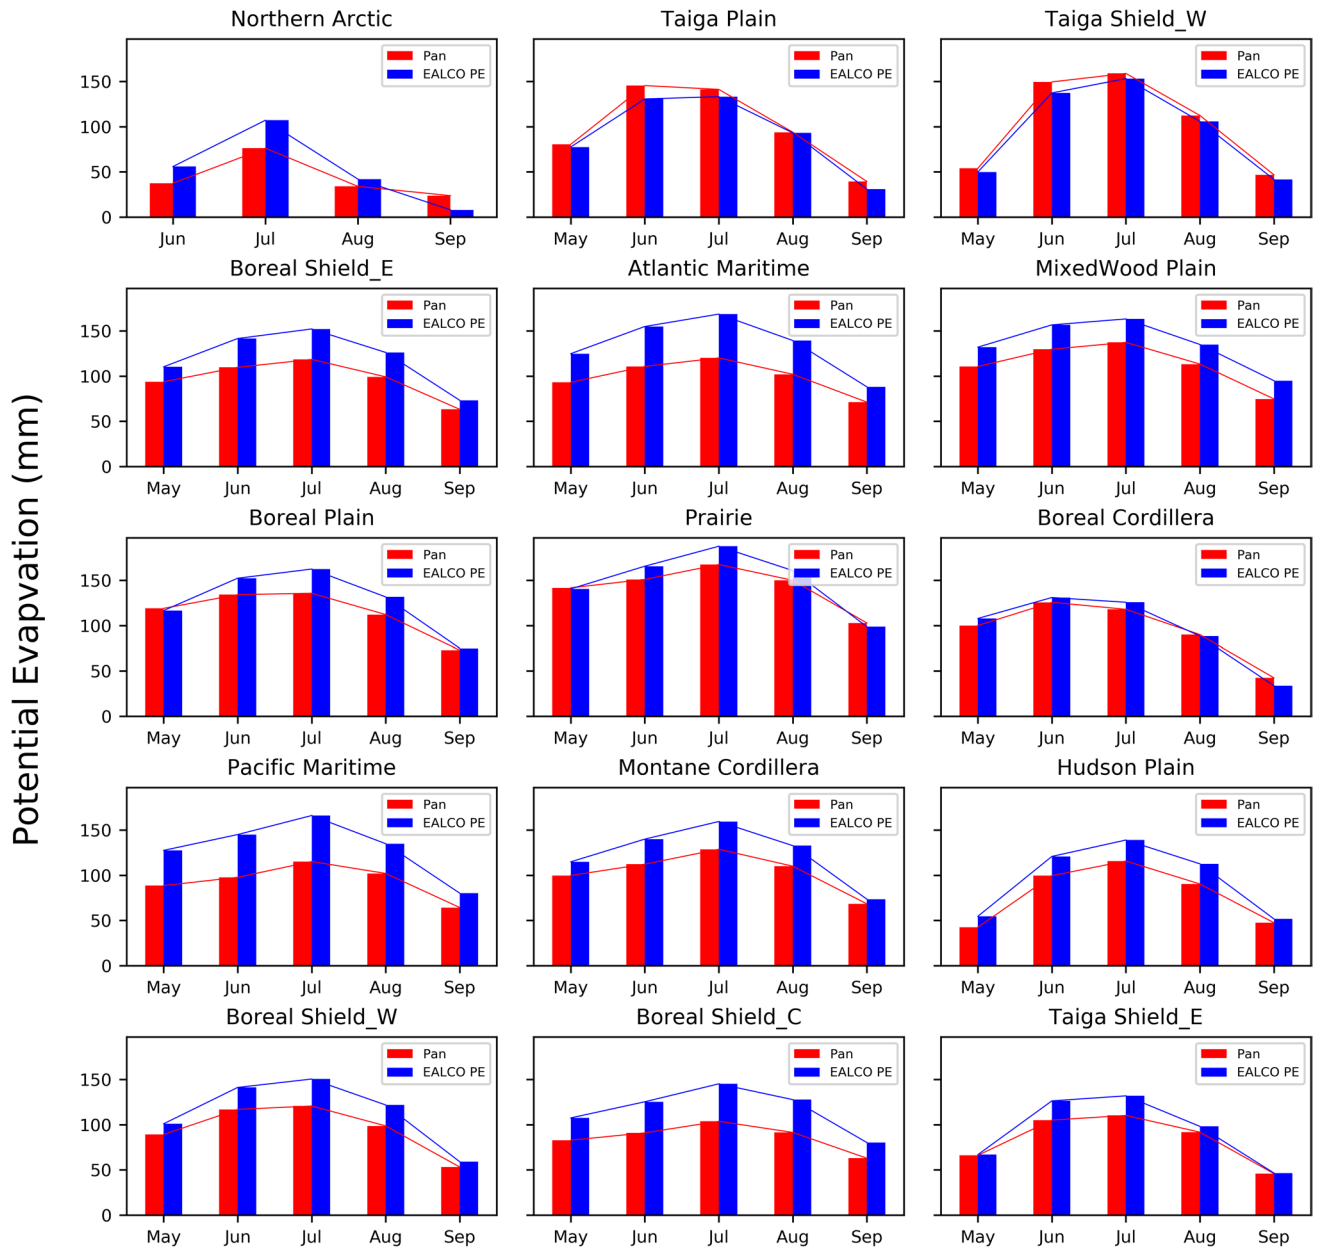 Northern Arctic
Taiga Plain
Taiga Shield_W
Pan
EALCO PE
Pan
EALCO PE
Pan
EALCO PE
150
100
50
0
Jun Jul Aug Sep
May Jun Jul Aug Sep
May Jun Jul Aug Sep
Boreal Shield_E
Atlantic Maritime
MixedWood Plain
Pan
EALCO PE
Pan
EALCO PE
Pan
EALCO PE
150
100
50
0
May Jun Jul Aug Sep
May Jun Jul Aug Sep
May Jun Jul Aug Sep
Potential Evapvation (mm)
Boreal Plain
Prairie
Boreal Cordillera
Pan
EALCO PE
Pan
EALCO PE
Pan
EALCO PE
150
100
50
0
May Jun Jul Aug Sep
May Jun Jul Aug Sep
May Jun Jul Aug Sep
Pacific Maritime
Montane Cordillera
Hudson Plain
Pan
EALCO PE
Pan
EALCO PE
Pan
EALCO PE
150
100
50
0
May Jun Jul Aug Sep
May Jun Jul Aug Sep
May Jun Jul Aug Sep
Boreal Shield_W
Boreal Shield_C
Taiga Shield_E
Pan
EALCO PE
Pan
EALCO PE
Pan
EALCO PE
150
100
50
0
May Jun Jul Aug Sep
May Jun Jul Aug Sep
May Jun Jul Aug Sep